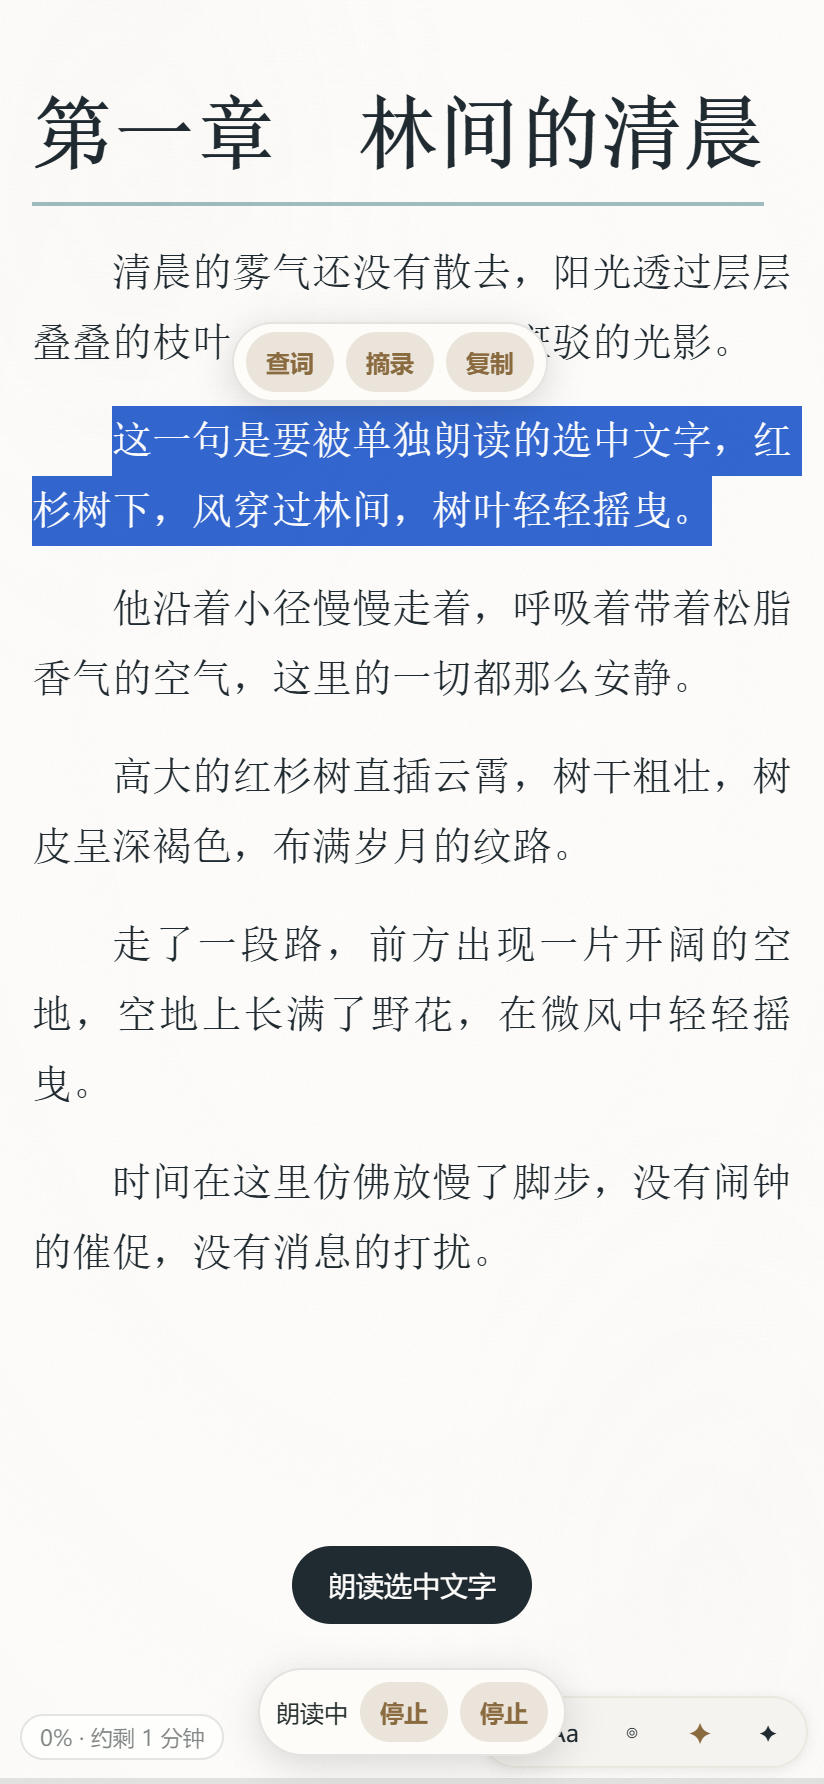 第一章　林间的清晨
清晨的雾气还没有散去，阳光透过层层
叠叠的枝叶
驳的光影。
查词
摘录
复制
这一句是要被单独朗读的选中文字，红
杉树下，风穿过林间，树叶轻轻摇曳。
他沿着小径慢慢走着，呼吸着带着松脂
香气的空气，这里的一切都那么安静。
高大的红杉树直插云霄，树干粗壮，树
皮呈深褐色，布满岁月的纹路。
走了一段路，前方出现一片开阔的空
地，空地上长满了野花，在微风中轻轻摇
曳。
时间在这里仿佛放慢了脚步，没有闹钟
的催促，没有消息的打扰。
朗读选中文字
朗读中
停止
停止
0% · 约剩 1 分钟
Aa